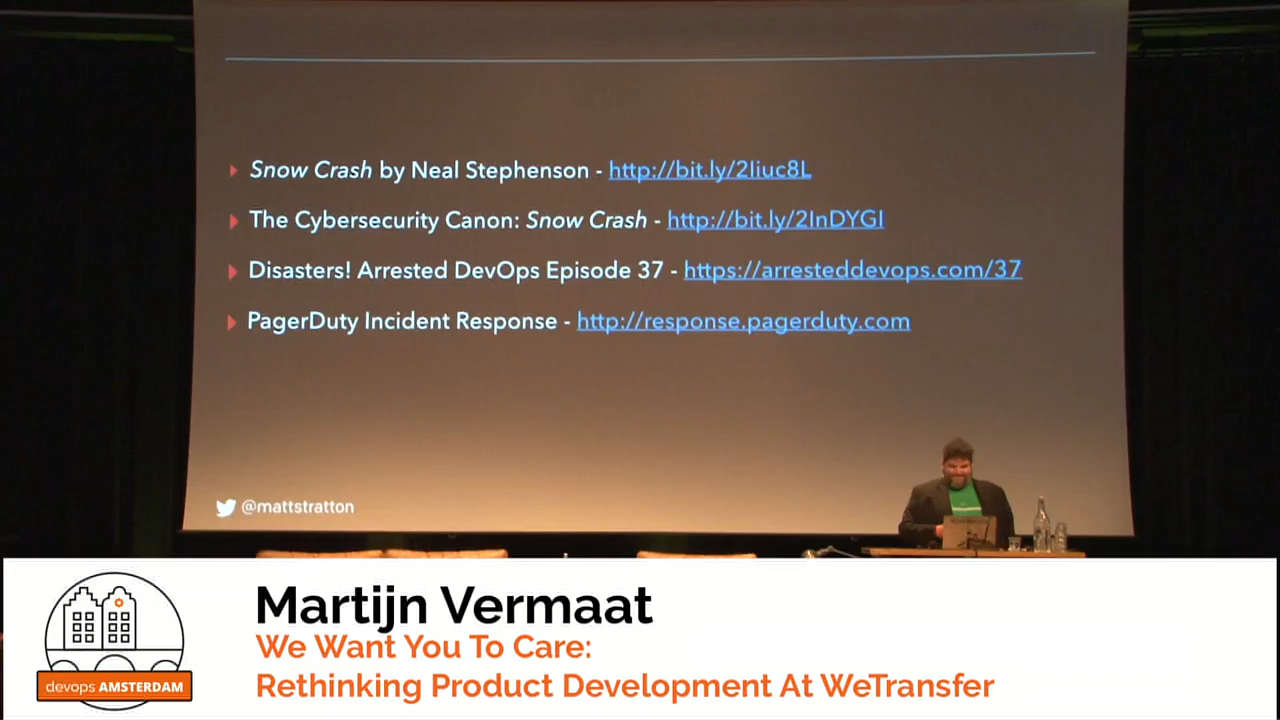 Snow Crash by Neal Stephenson - http://bit.ly/2Iiuc8L
The Cybersecurity Canon: Snow Crash - http://bit.ly/2InDYGl
Disasters! Arrested DevOps Episode 37 - https://arresteddevops.com/37
PagerDuty Incident Response - http://response.pagerduty.com
@mattstratton
Martijn Vermaat
We Want You To Care:
Rethinking Product Development At WeTransfer
devops AMSTERDAM